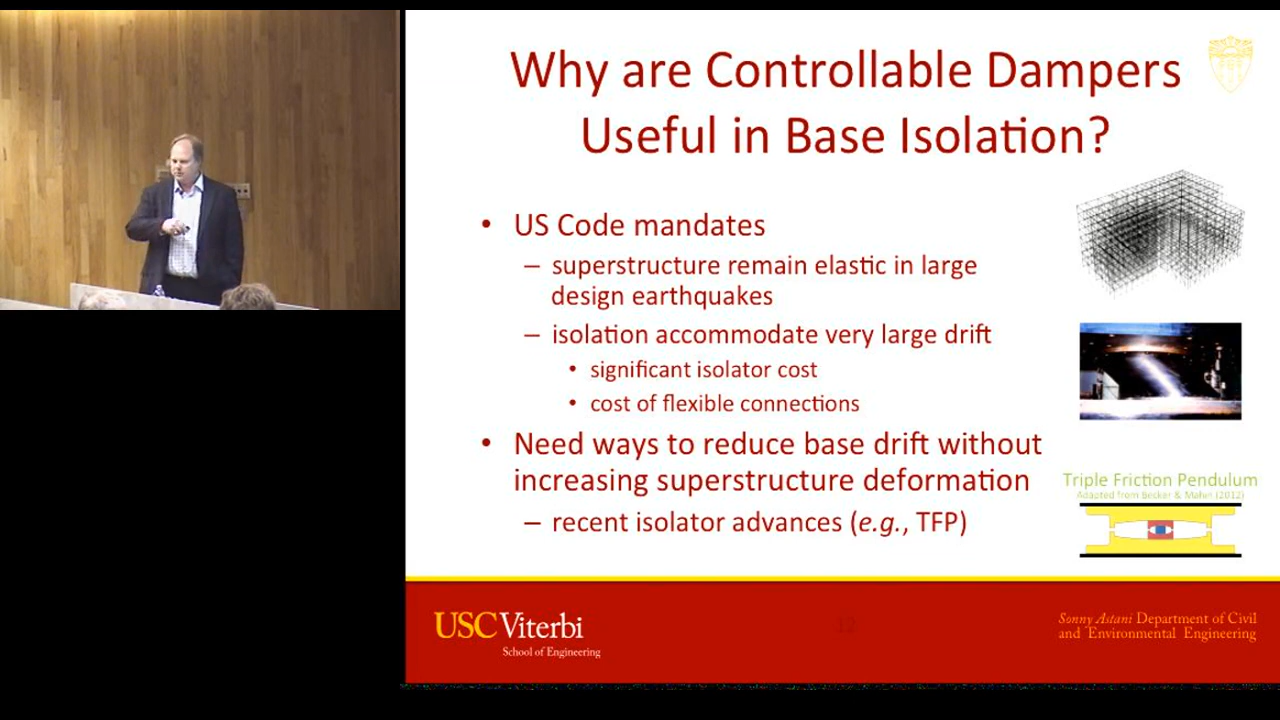 Why are Controllable Dampers
Useful in Base Isolation?
• US Code mandates
– superstructure remain elastic in large
design earthquakes
– isolation accommodate very large drift
• significant isolator cost
• cost of flexible connections
• Need ways to reduce base drift without
increasing superstructure deformation
– recent isolator advances (e.g., TFP)
Triple Friction Pendulum
Adapted from Becker & Mahin (2012)
USC Viterbi
School of Engineering
12
Sonny Astani Department of Civil
and Environmental Engineering